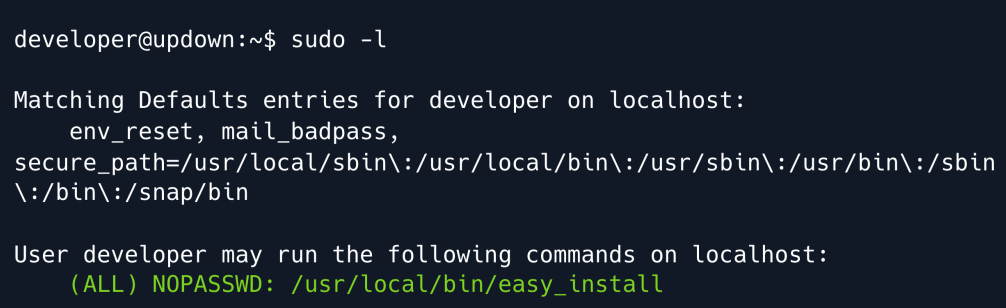 developer@updown:~$ sudo -l
Matching Defaults entries for developer on localhost:
env_reset, mail_badpass,
secure_path=/usr/local/sbin\:/usr/local/bin\:/usr/sbin\:/usr/bin\:/sbin
\:/bin\:/snap/bin
User developer may run the following commands on localhost:
(ALL) NOPASSWD: /usr/local/bin/easy_install